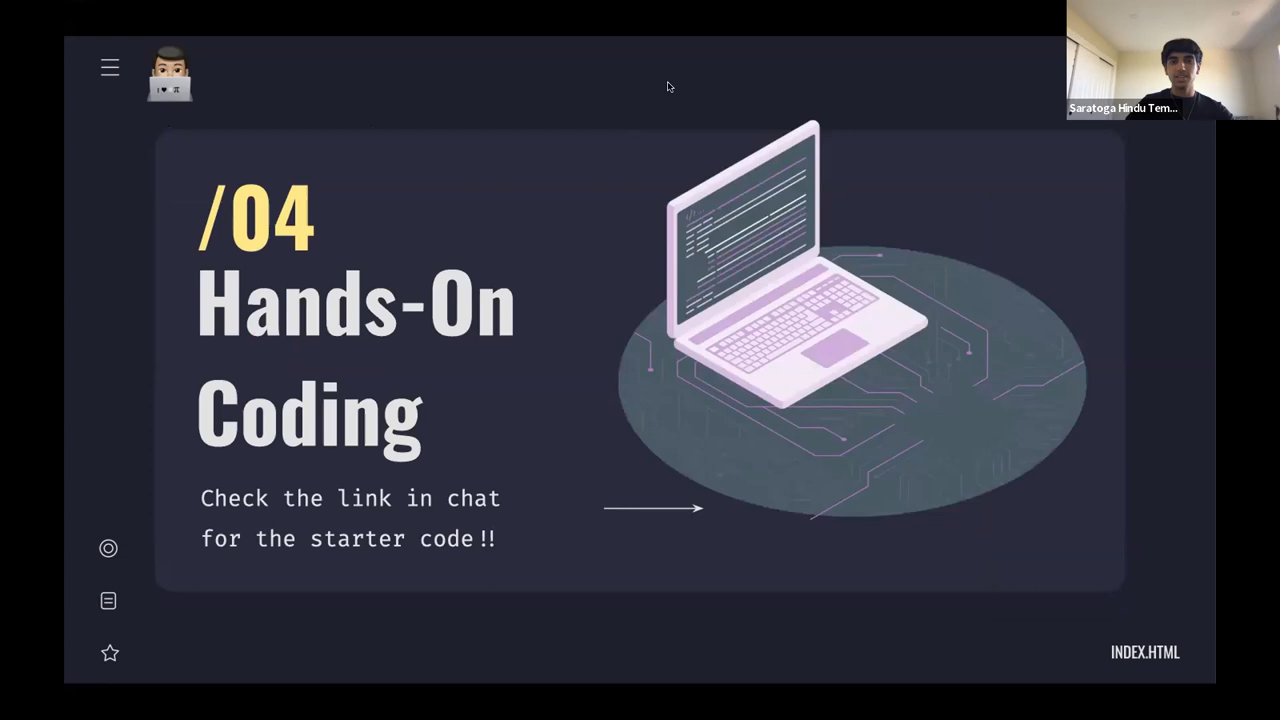 Saratoga Hindu Tem...
/04
Hands-On
Coding
Check the link in chat
for the starter code!!
INDEX.HTML